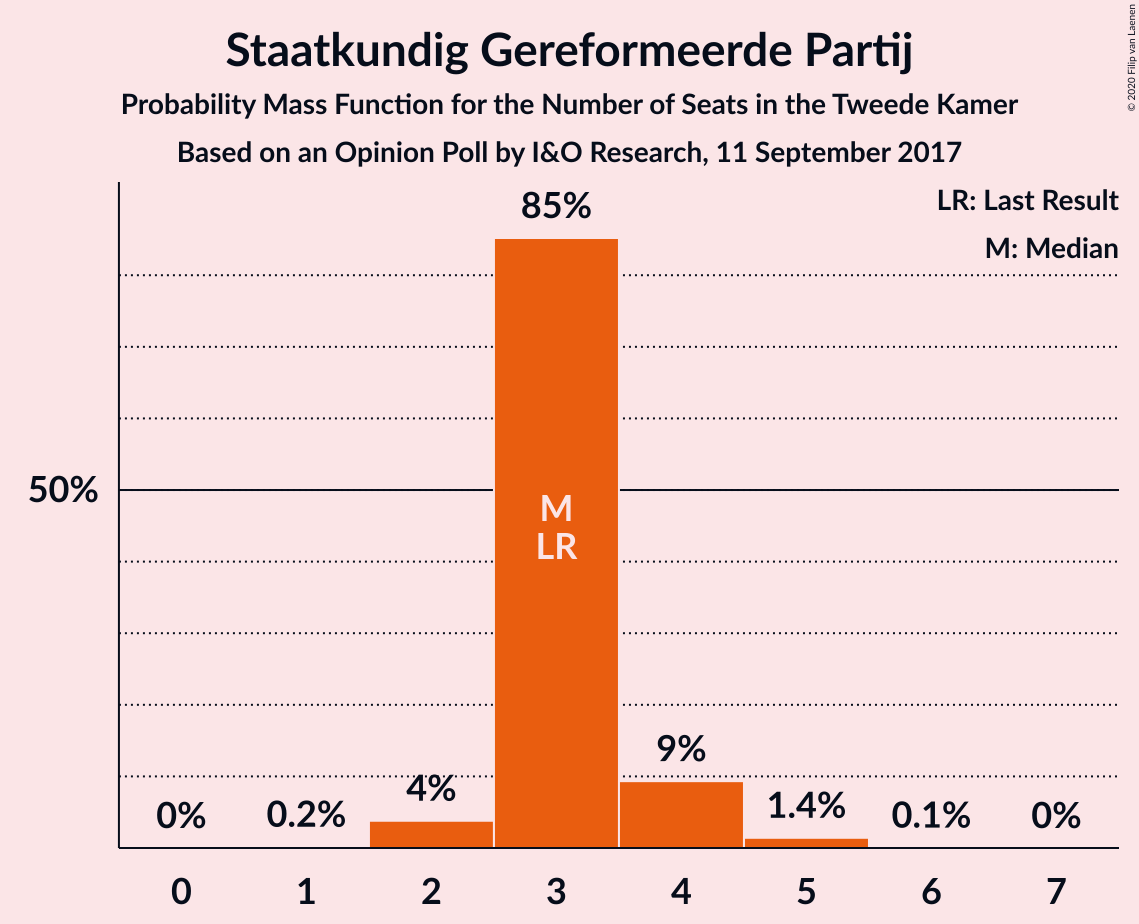 Staatkundig Gereformeerde Partij
Probability Mass Function for the Number of Seats in the Tweede Kamer
Based on an Opinion Poll by I&O Research, 11 September 2017
© 2020 Filip van Laenen
LR: Last Result
M: Median
85%
50%
M
LR
9%
4%
0%
0.2%
1.4%
0.1%
0%
0 1 2 3 4 5 6 7